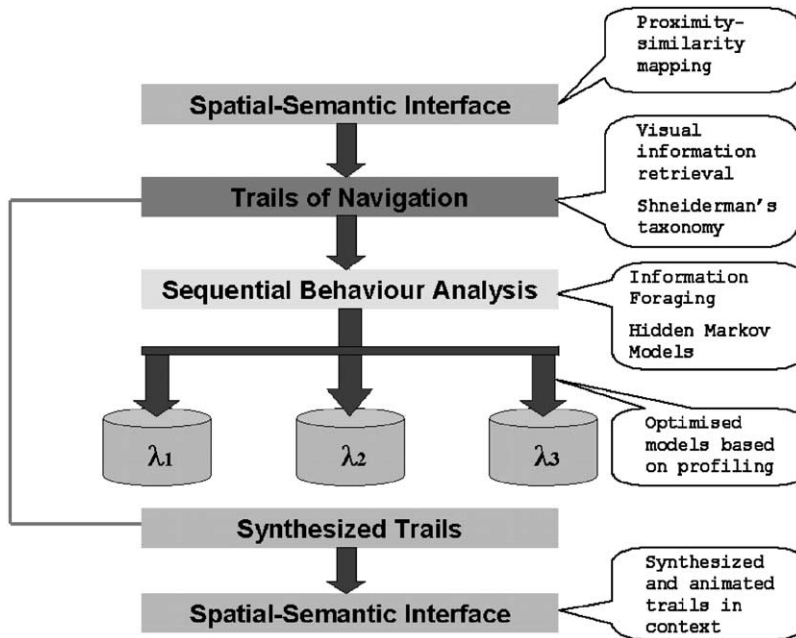 Proximity-
similarity
mapping
Spatial-Semantic Interface
Visual
information
retrieval
Shneiderman's
taxonomy
Trails of Navigation
Sequential Behaviour Analysis
Information
Foraging
Hidden Markov
Models
λ1
λ2
λ3
Optimised
models based
on profiling
Synthesized Trails
Spatial-Semantic Interface
Synthesized
and animated
trails in
context